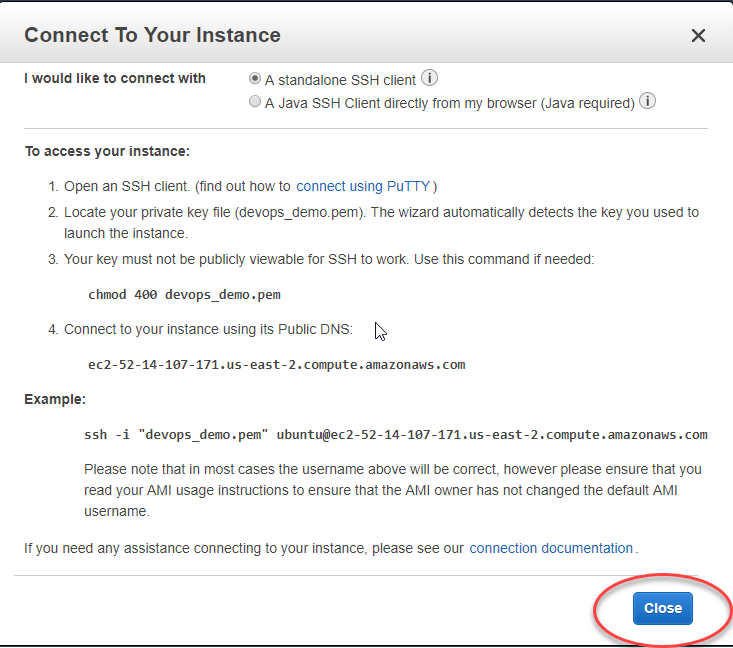 Connect To Your Instance
I would like to connect with
A standalone SSH client
A Java SSH Client directly from my browser (Java required)
To access your instance:
1. Open an SSH client. (find out how to connect using PuTTY)
2. Locate your private key file (devops_demo.pem). The wizard automatically detects the key you used to
launch the instance.
3. Your key must not be publicly viewable for SSH to work. Use this command if needed:
chmod 400 devops_demo.pem
4. Connect to your instance using its Public DNS:
ec2-52-14-107-171.us-east-2.compute.amazonaws.com
Example:
ssh -i "devops_demo.pem" ubuntu@ec2-52-14-107-171.us-east-2.compute.amazonaws.com
Please note that in most cases the username above will be correct, however please ensure that you
read your AMI usage instructions to ensure that the AMI owner has not changed the default AMI
username.
If you need any assistance connecting to your instance, please see our connection documentation.
Close